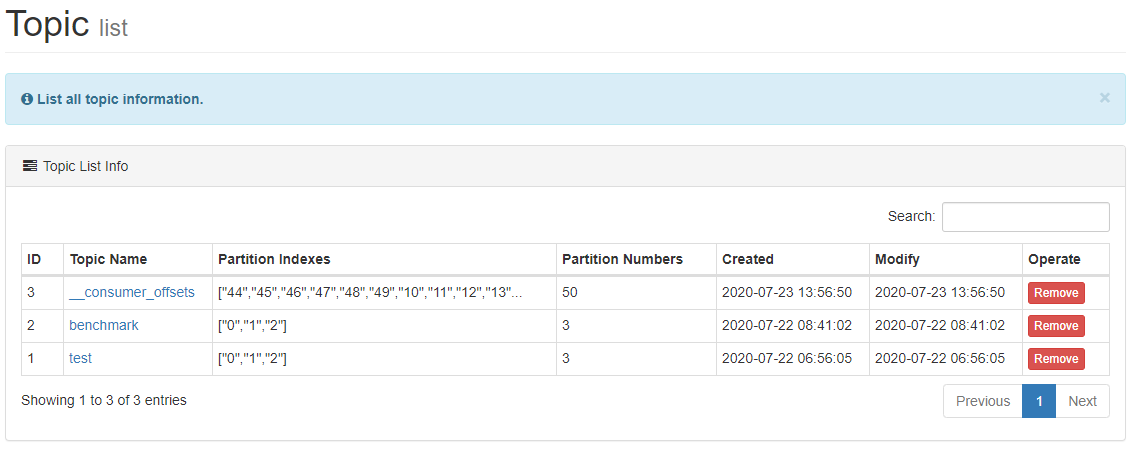 Topic list
List all topic information.
×
Topic List Info
Search:
ID Topic Name Partition Indexes Partition Numbers Created Modify Operate
3 __consumer_offsets ["44","45","46","47","48","49","10","11","12","13"... 50 2020-07-23 13:56:50 2020-07-23 13:56:50 Remove
2 benchmark ["0","1","2"] 3 2020-07-22 08:41:02 2020-07-22 08:41:02 Remove
1 test ["0","1","2"] 3 2020-07-22 06:56:05 2020-07-22 06:56:05 Remove
Showing 1 to 3 of 3 entries Previous 1 Next